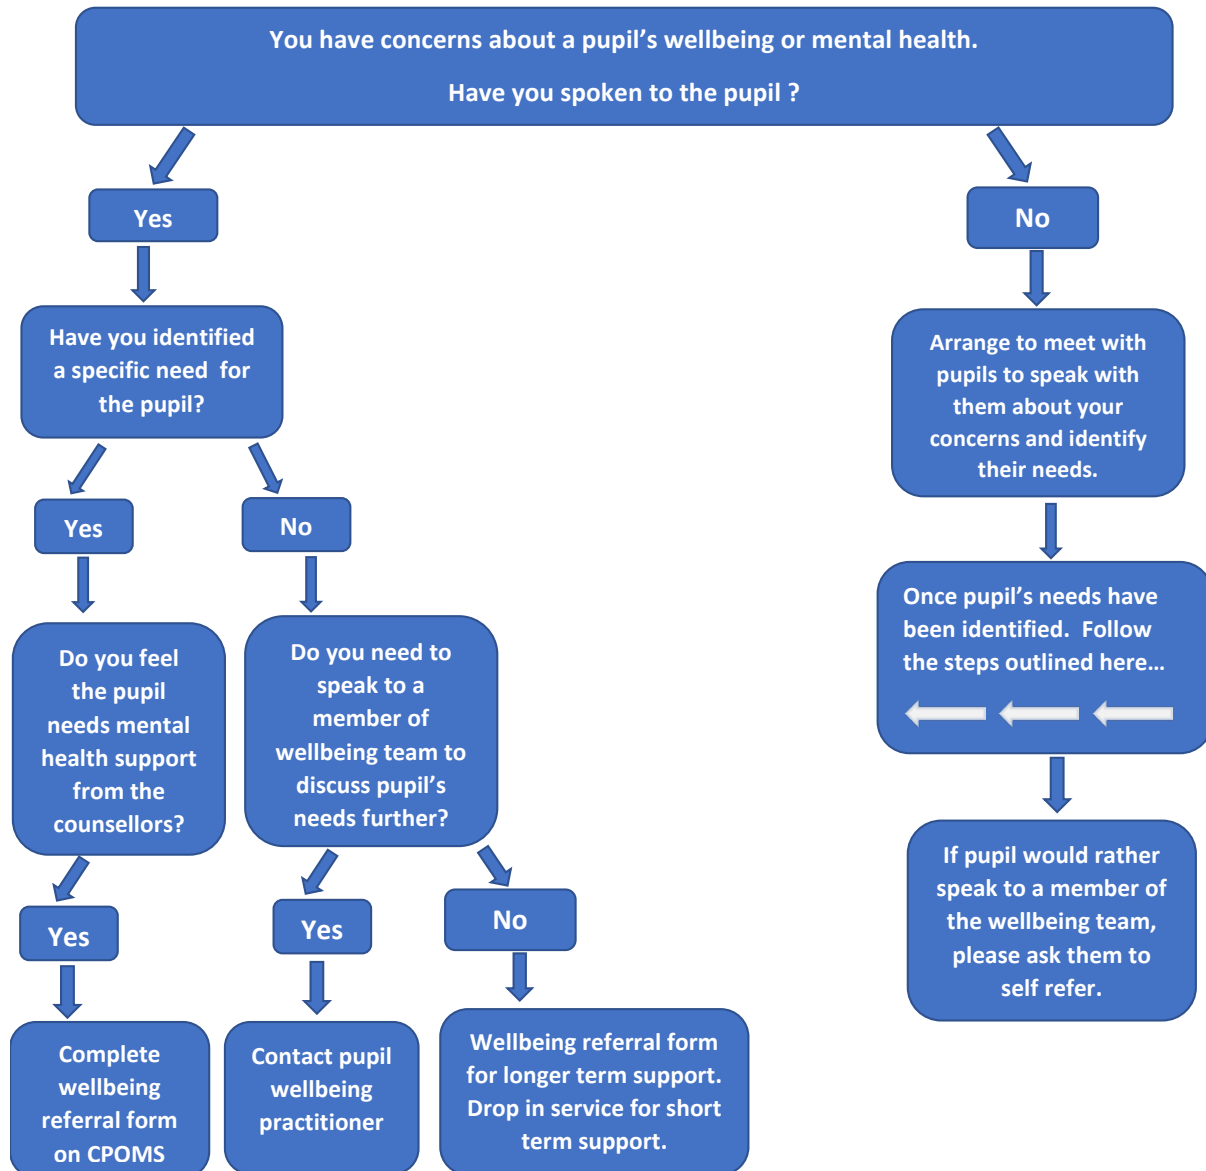 You have concerns about a pupil’s wellbeing or mental health.
Have you spoken to the pupil ?
Yes
No
Have you identified
a specific need  for
the pupil?
Arrange to meet with
pupils to speak with
them about your
concerns and identify
their needs.
Yes
No
Once pupil’s needs have
been identified.  Follow
the steps outlined here…
Do you feel
the pupil
needs mental
health support
from the
counsellors?
Do you need to
speak to a
member of
wellbeing team to
discuss pupil’s
needs further?
If pupil would rather
speak to a member of
the wellbeing team,
please ask them to
self refer.
Yes
Yes
No
Complete
wellbeing
referral form
on CPOMS
Contact pupil
wellbeing
practitioner
Wellbeing referral form
for longer term support.
Drop in service for short
term support.